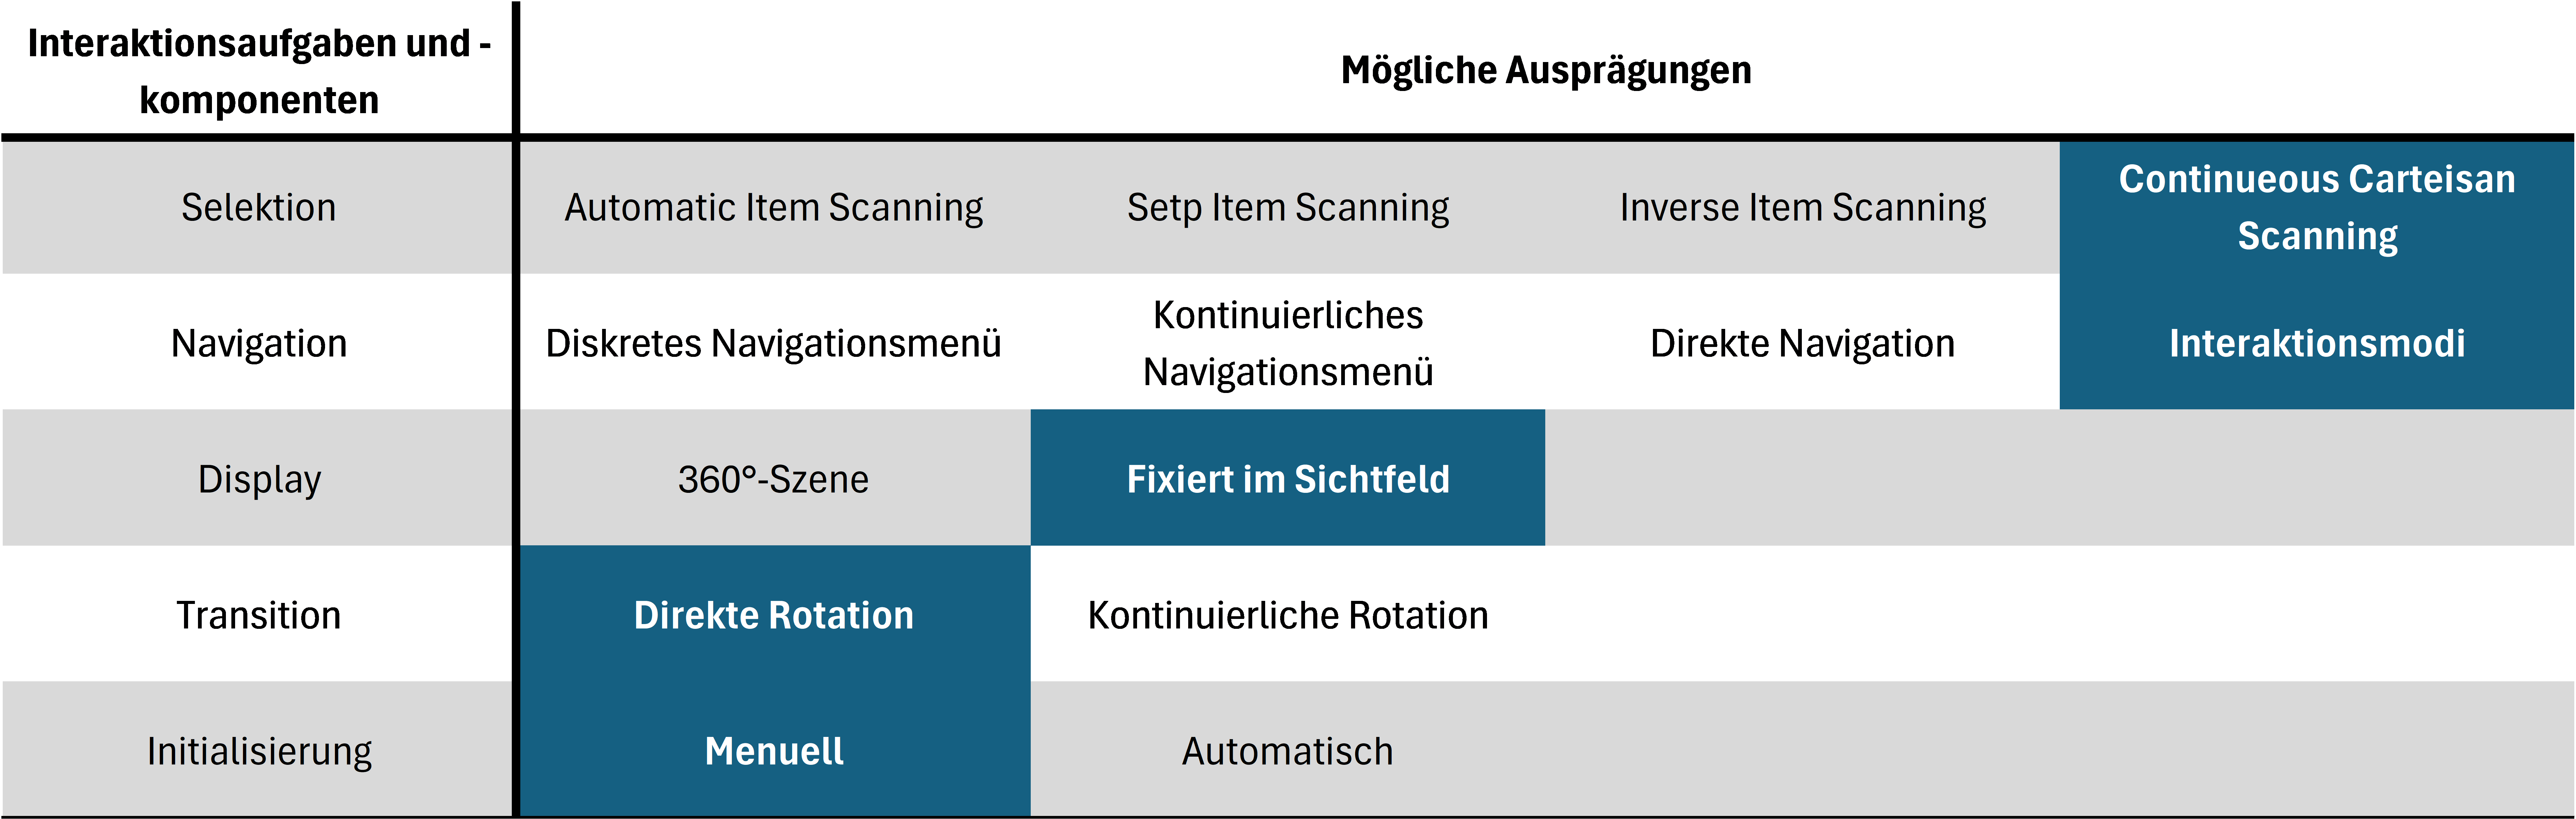 Interaktionsaufgaben und -
komponenten
Mögliche Ausprägungen
Selektion
Automatic Item Scanning
Setp Item Scanning
Inverse Item Scanning
Continueous Carteisan
Scanning
Navigation
Diskretes Navigationsmenü
Kontinuierliches
Navigationsmenü
Direkte Navigation
Interaktionsmodi
Display
360°-Szene
Fixiert im Sichtfeld
Transition
Direkte Rotation
Kontinuierliche Rotation
Initialisierung
Menuell
Automatisch